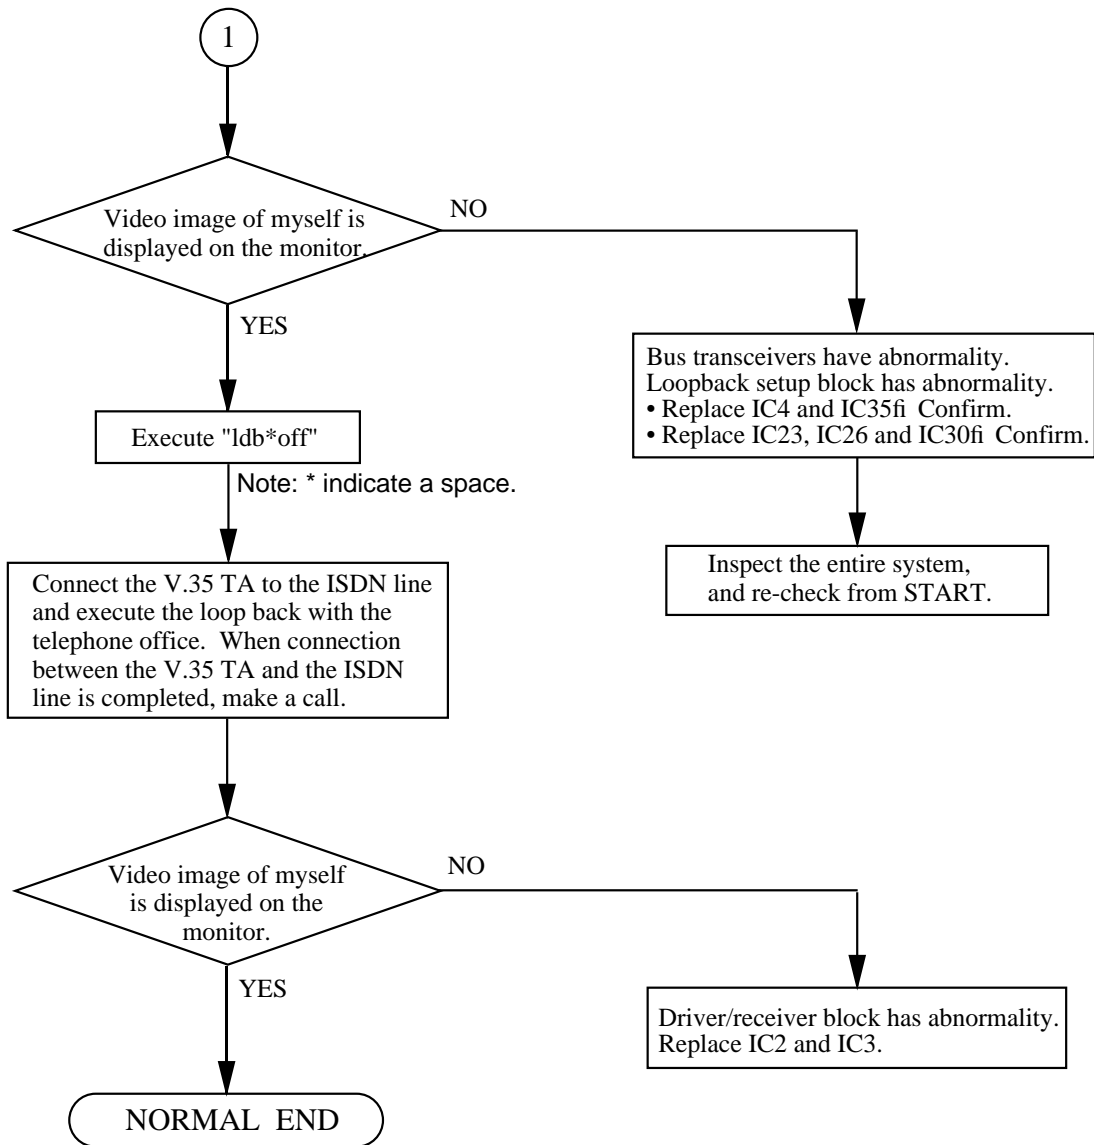 1
Video image of myself is
displayed on the monitor.
NO
YES
Bus transceivers have abnormality.
Loopback setup block has abnormality.
• Replace IC4 and IC35fi Confirm.
• Replace IC23, IC26 and IC30fi Confirm.
Execute "ldb*off"
Note: * indicate a space.
Inspect the entire system,
and re-check from START.
Connect the V.35 TA to the ISDN line
and execute the loop back with the
telephone office. When connection
between the V.35 TA and the ISDN
line is completed, make a call.
Video image of myself
is displayed on the
monitor.
NO
YES
Driver/receiver block has abnormality.
Replace IC2 and IC3.
NORMAL END